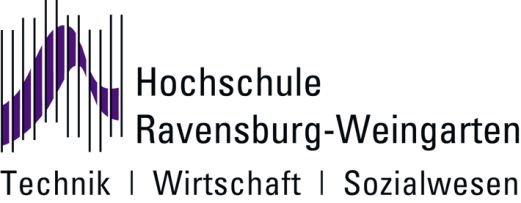 Hochschule
Ravensburg-Weingarten
Technik | Wirtschaft | Sozialwesen